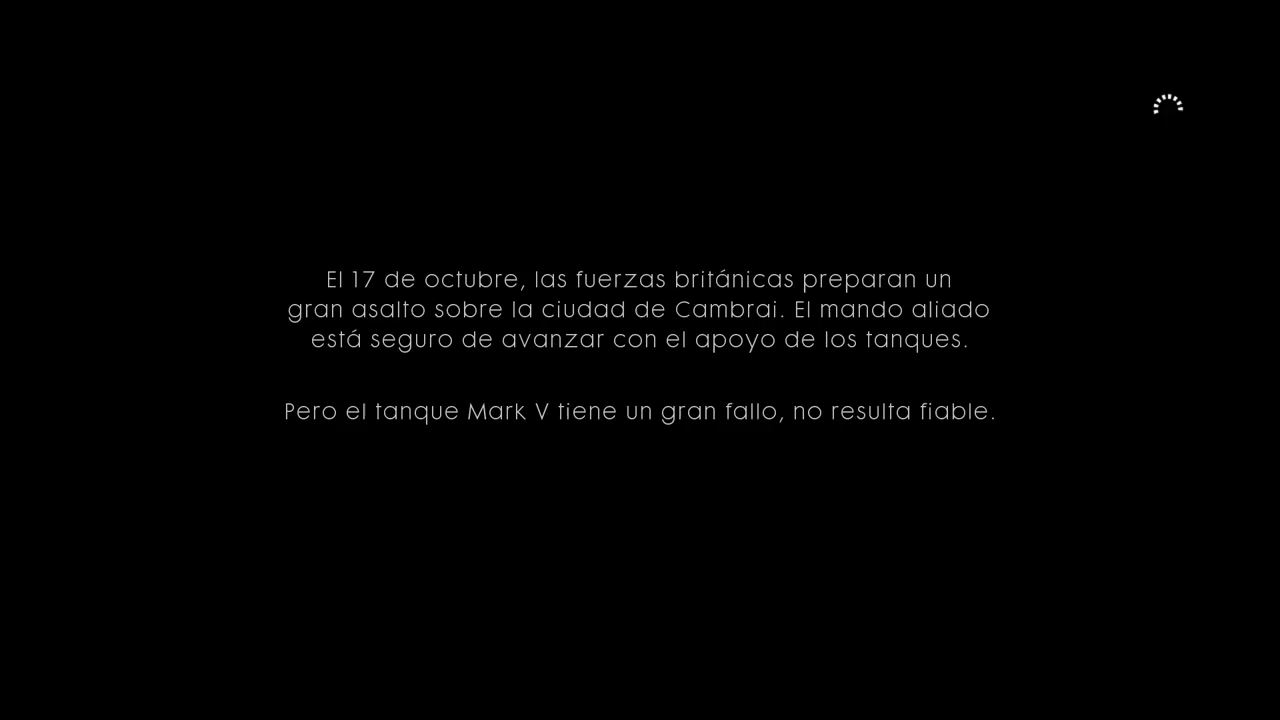 El 17 de octubre, las fuerzas británicas preparan un
gran asalto sobre la ciudad de Cambrai. El mando aliado
está seguro de avanzar con el apoyo de los tanques.
Pero el tanque Mark V tiene un gran fallo, no resulta fiable.